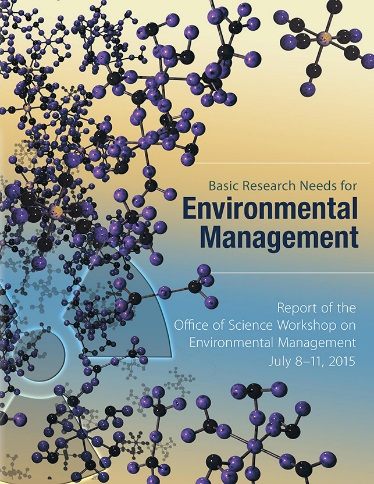 Basic Research Needs for
Environmental
Management
Report of the
Office of Science Workshop on
Environmental Management
July 8–11, 2015